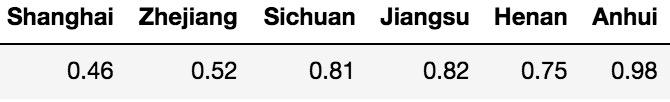 Shanghai Zhejiang Sichuan Jiangsu Henan Anhui
0.46 0.52 0.81 0.82 0.75 0.98